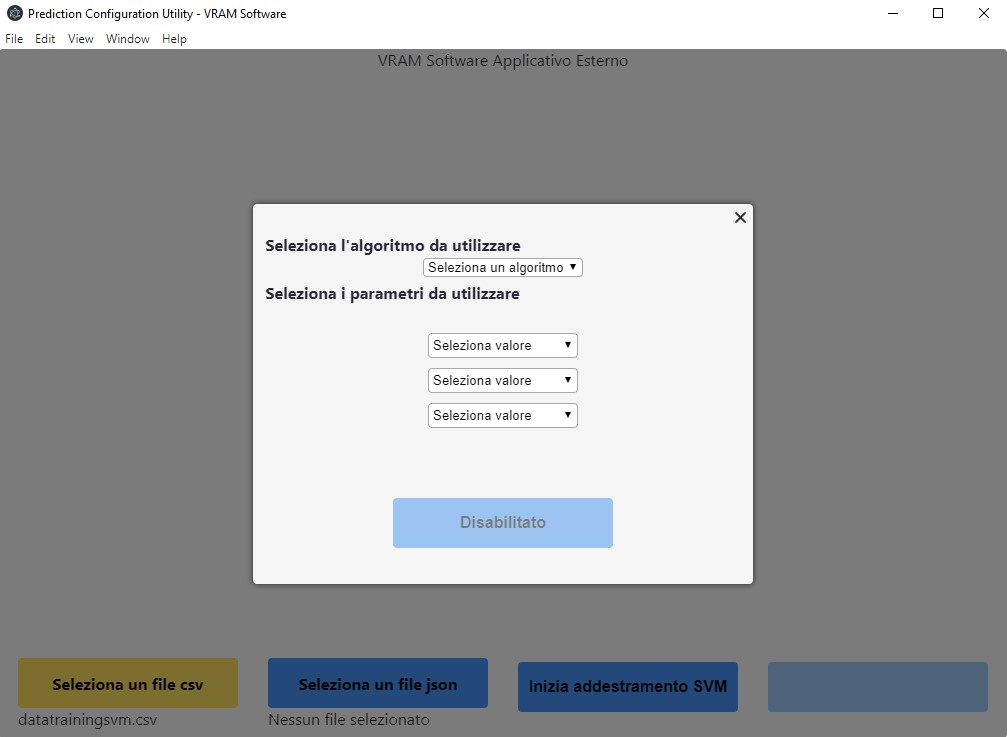 Prediction Configuration Utility - VRAM Software
File Edit View Window Help
VRAM Software Applicativo Esterno
Seleziona l'algoritmo da utilizzare
Seleziona un algoritmo
Seleziona i parametri da utilizzare
Seleziona valore
Seleziona valore
Seleziona valore
Disabilitato
Seleziona un file csv
Seleziona un file json
Inizia addestramento SVM
datatrainingsvm.csv
Nessun file selezionato